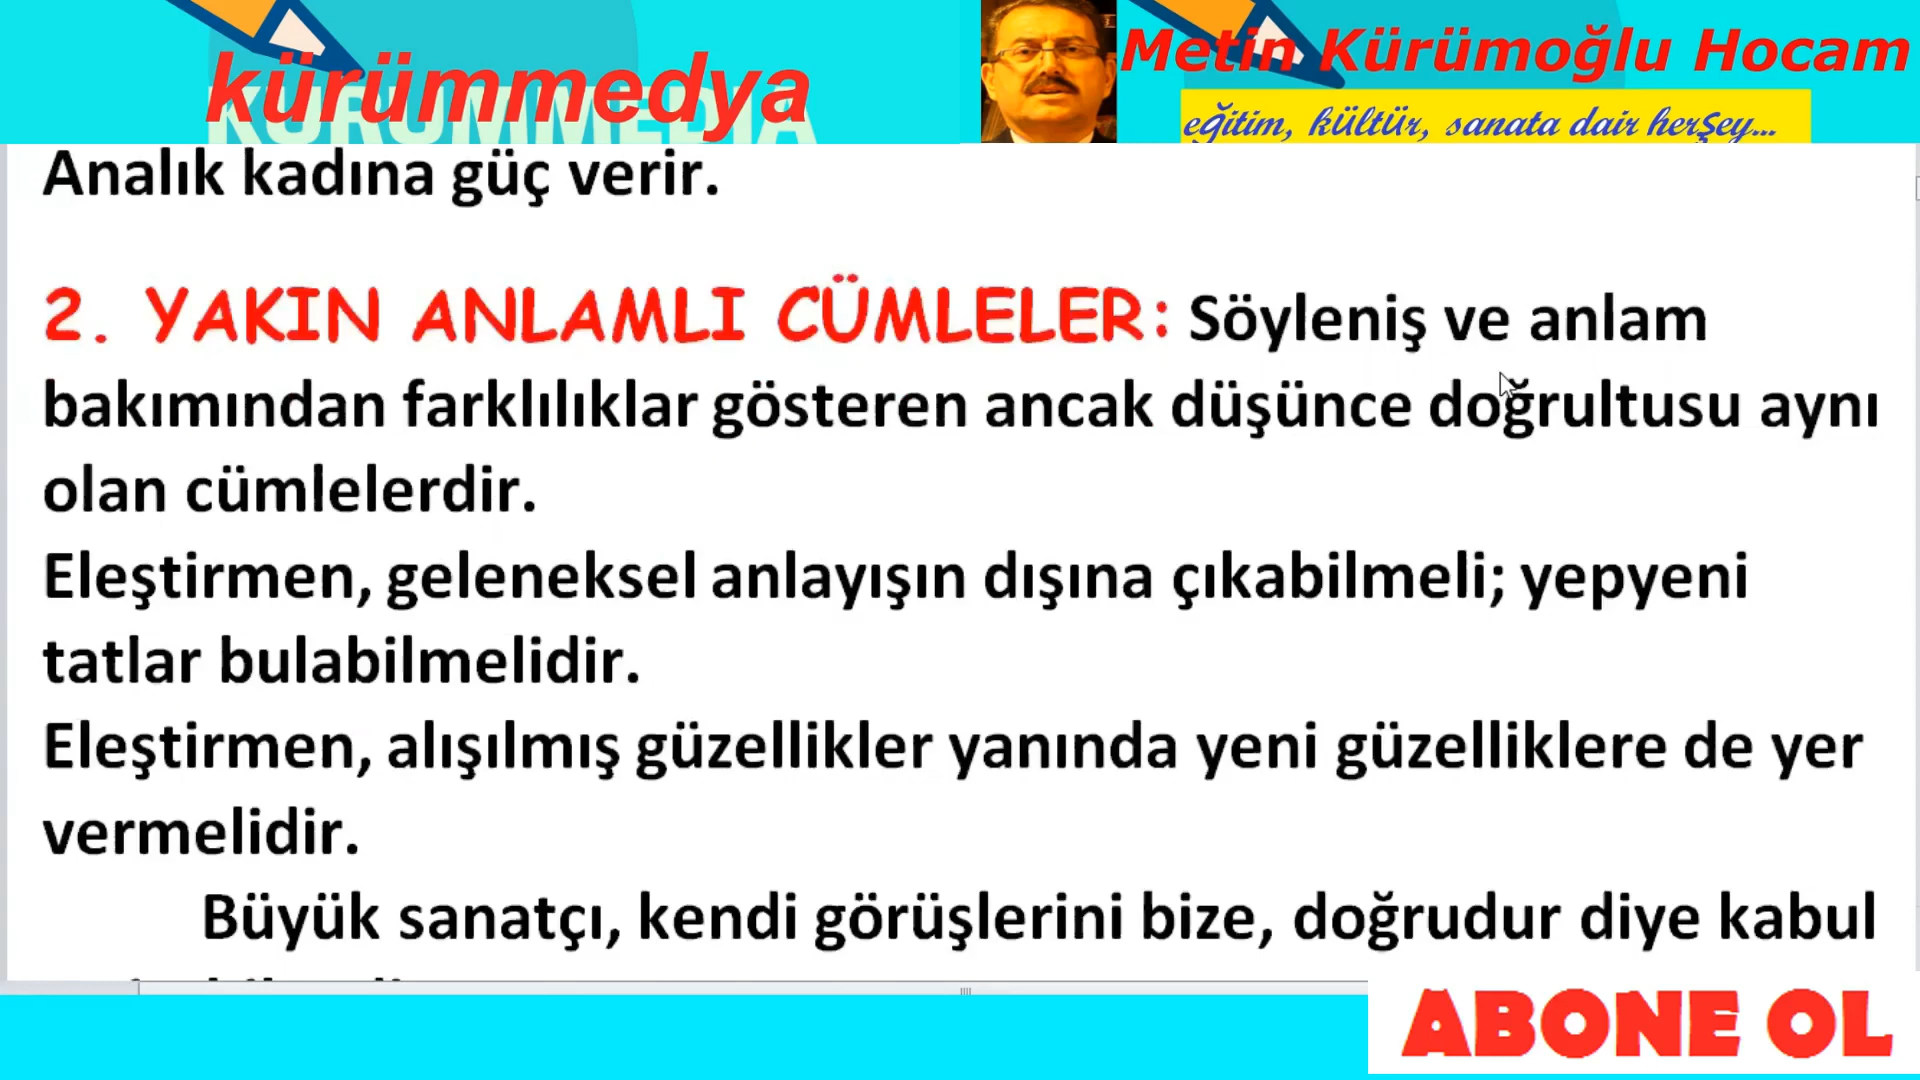 kürümmedya
KÜRÜMMEDIA
Metin Kürümoğlu Hocam
eğitim, kültür, sanata dair herşey...
Analık kadına güç verir.
2. YAKIN ANLAMLI CÜMLELER: Söyleniş ve anlam
bakımından farklılıklar gösteren ancak düşünce doğrultusu aynı
olan cümlelerdir.
Eleştirmen, geleneksel anlayışın dışına çıkabilmeli; yepyeni
tatlar bulabilmelidir.
Eleştirmen, alışılmış güzellikler yanında yeni güzelliklere de yer
vermelidir.
Büyük sanatçı, kendi görüşlerini bize, doğrudur diye kabul
ABONE OL